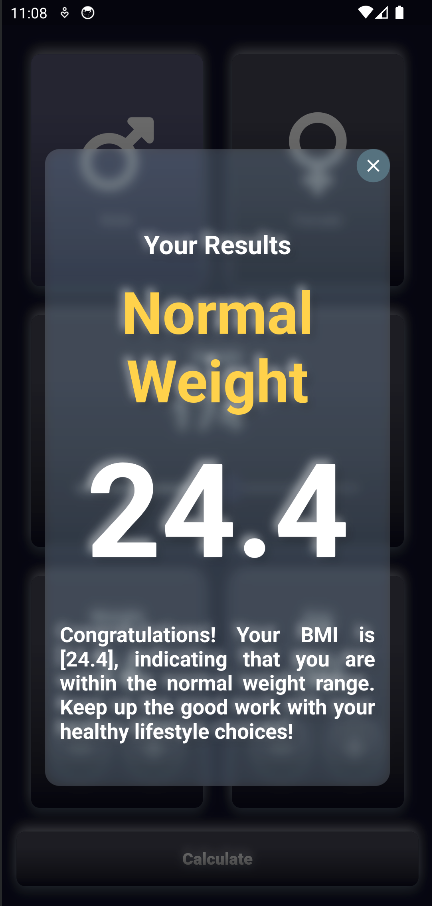 11:08
Your Results
Normal
Weight
24.4
Congratulations! Your BMI is
[24.4], indicating that you are
within the normal weight range.
Keep up the good work with your
healthy lifestyle choices!
Calculate